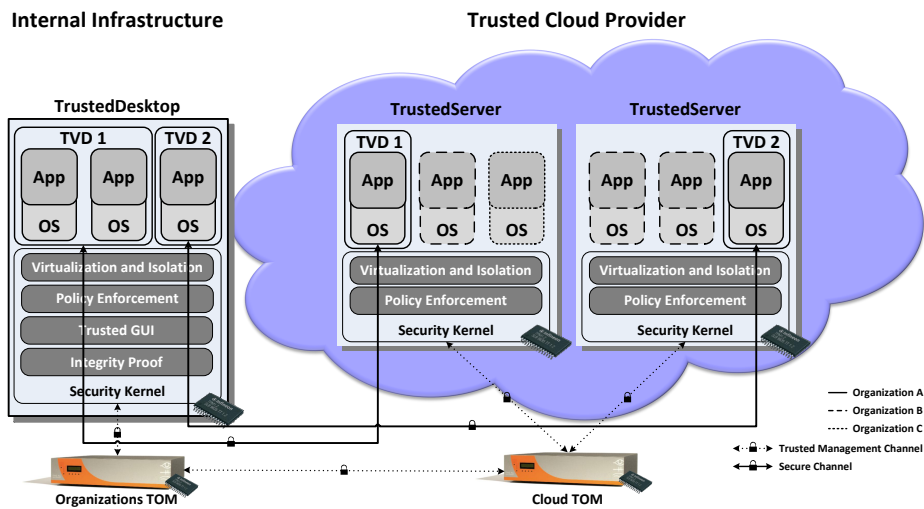 Internal Infrastructure
Trusted Cloud Provider
TrustedDesktop
TVD 1
TVD 2
App
App
App
OS
OS
OS
Virtualization and Isolation
Policy Enforcement
Trusted GUI
Integrity Proof
Security Kernel
TrustedServer
TVD 1
App
App
App
OS
OS
OS
Virtualization and Isolation
Policy Enforcement
Security Kernel
TrustedServer
TVD 2
App
App
App
OS
OS
OS
Virtualization and Isolation
Policy Enforcement
Security Kernel
Organization A
Organization B
Organization C
Trusted Management Channel
Secure Channel
Organizations TOM
Cloud TOM